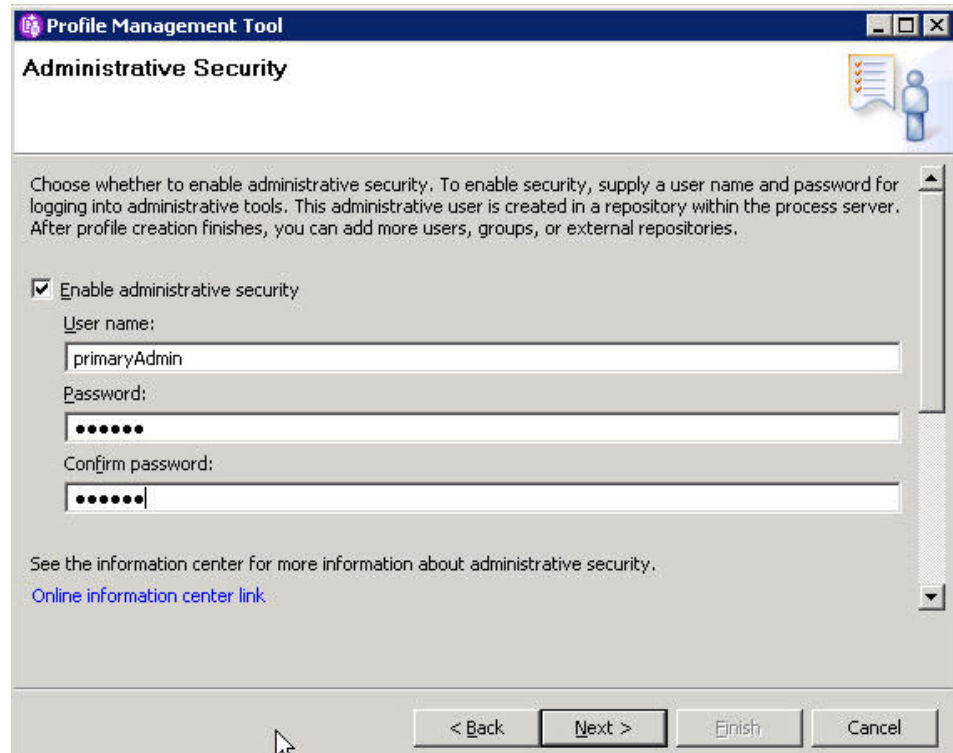 Profile Management Tool
Administrative Security
Choose whether to enable administrative security. To enable security, supply a user name and password for
logging into administrative tools. This administrative user is created in a repository within the process server.
After profile creation finishes, you can add more users, groups, or external repositories.
Enable administrative security
User name:
primaryAdmin
Password:
●●●●●●
Confirm password:
●●●●●●
See the information center for more information about administrative security.
Online information center link
< Back Next > Finish Cancel